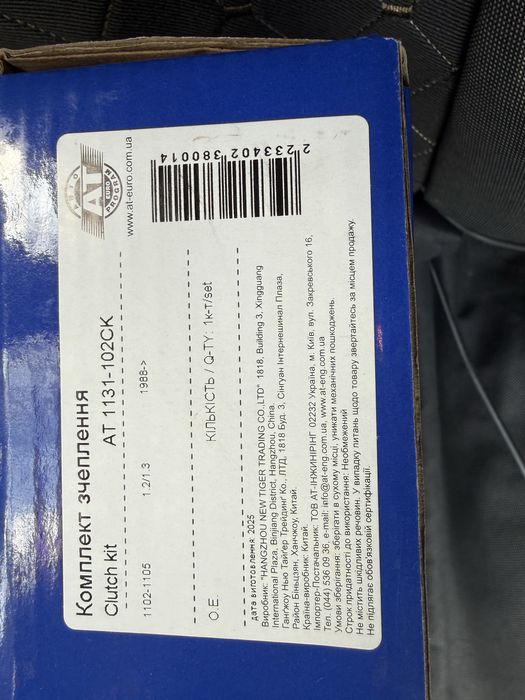 Комплект зчеплення
Clutch kit AT 1131-102CK
1102-1105 1.2/1.3 1988->
O.E. КІЛЬКІСТЬ / Q-TY: 1к-т/set
AT
EURO
PROGRAM
www.at-euro.com.ua
2 233402 380014
дата виготовлення: 2025
Виробник: "HANGZHOU NEW TIGER TRADING CO.,LTD" 1818, Building 3, Xingguang
International Plaza, Binjiang District, Hangzhou, China.
Гангжоу Нью Тайгер Трейдинг Ко., ЛТД, 1818 Буд. 3, Сінгуан Інтернешинал Плаза,
Район Біньцзян, Ханчжоу, Китай.
Країна-виробник: Китай.
Імпортер-Постачальник: ТОВ АТ-ІНЖИНІРІНГ 02232 Україна, м. Київ, вул. Закревського 16,
Тел. (044) 536 09 36, e-mail: info@at-eng.com.ua, www.at-eng.com.ua
Умови зберігання: зберігати в сухому місці, уникати механічних пошкоджень.
Строк придатності до використання: Необмежений
Не містить шкідливих речовин. У випадку питань щодо товару звертайтесь за місцем продажу.
Не підлягає обов'язковій сертифікації.